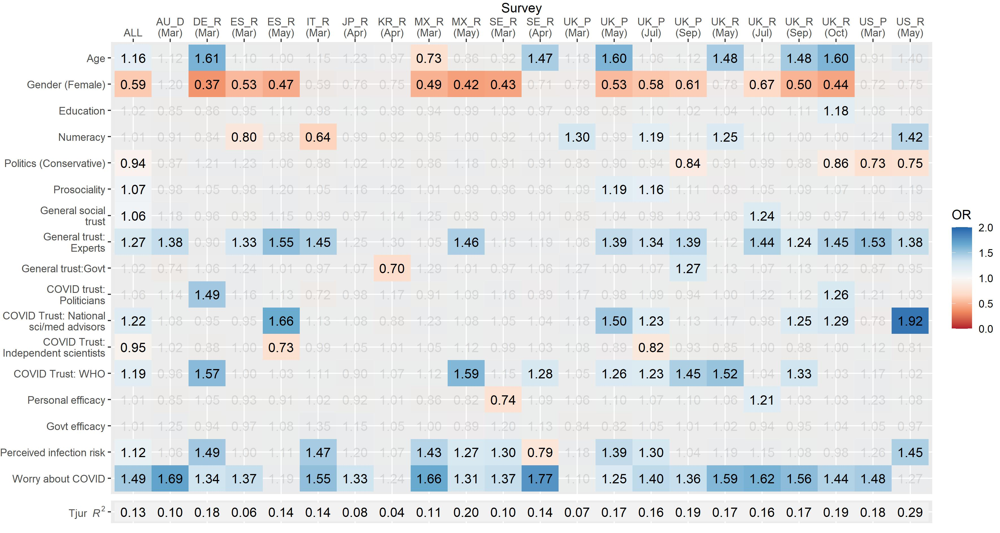 Survey
ALL AU_D (Mar) DE_R (Mar) ES_R (Mar) ES_R (May) IT_R (Mar) JP_R (Apr) KR_R (Apr) MX_R (Mar) MX_R (May) SE_R (Mar) SE_R (Apr) UK_P (Mar) UK_P (May) UK_P (Jul) UK_P (Sep) UK_R (May) UK_R (Jul) UK_R (Sep) UK_R (Oct) US_P (Mar) US_R (May)
Age 1.16 1.12 1.61 1.10 1.00 1.15 1.23 0.97 0.73 0.86 0.92 1.47 1.18 1.60 1.06 1.12 1.48 1.12 1.48 1.60 0.91 1.40
Gender (Female) 0.59 1.20 0.37 0.53 0.47 0.59 0.76 0.75 0.49 0.42 0.43 0.71 0.79 0.53 0.58 0.61 0.78 0.67 0.50 0.44 0.72 0.75
Education 1.02 0.85 0.86 0.95 1.11 0.98 1.13 0.98 0.94 0.99 1.03 0.97 0.98 0.85 1.10 1.02 1.04 1.00 1.11 1.18 1.08 1.06
Numeracy 1.01 0.91 0.84 0.80 0.88 0.64 0.99 0.92 0.95 1.00 0.92 1.01 1.30 0.99 1.19 1.11 1.25 1.10 1.00 1.00 1.21 1.42
Politics (Conservative) 0.94 0.87 1.21 1.23 1.06 0.88 1.02 1.02 0.86 1.18 0.91 0.91 0.83 0.90 0.94 0.84 0.91 0.99 0.88 0.86 0.73 0.75
Prosociality 1.07 0.98 1.05 0.98 1.20 1.05 1.16 1.26 1.01 0.99 0.96 0.96 1.09 1.19 1.16 1.11 0.89 1.05 1.09 1.07 1.00 1.19
General social
trust 1.06 1.18 0.96 0.93 1.15 0.99 0.97 1.14 1.25 0.93 0.99 1.01 0.85 1.04 0.98 1.03 1.06 1.24 1.09 0.97 1.14 0.98
General trust:
Experts 1.27 1.38 0.90 1.33 1.55 1.45 1.25 1.30 1.05 1.46 1.15 1.19 1.06 1.39 1.34 1.39 1.12 1.44 1.24 1.45 1.53 1.38
General trust:Govt 1.02 0.74 1.06 1.24 1.01 0.97 1.07 0.70 1.29 1.01 0.97 1.06 1.27 1.00 1.07 1.27 1.13 1.07 1.13 1.02 0.87 0.95
COVID trust:
Politicians 1.06 1.14 1.49 1.16 1.13 0.72 0.98 1.17 0.91 1.09 1.16 0.89 1.17 0.98 1.09 0.94 1.00 1.22 1.12 1.26 1.21 1.03
COVID Trust: National
sci/med advisors 1.22 1.08 0.95 0.95 1.66 1.13 1.08 0.88 1.23 1.08 1.05 1.04 1.18 1.50 1.23 1.13 1.17 0.98 1.25 1.29 0.78 1.92
COVID Trust:
Independent scientists 0.95 1.02 0.88 1.00 0.73 0.99 1.05 1.01 1.05 1.12 0.99 1.03 1.08 0.89 0.82 0.93 0.85 1.00 0.88 1.00 1.12 0.81
COVID Trust: WHO 1.19 0.96 1.57 1.00 1.03 1.11 0.90 1.07 1.12 1.59 1.15 1.28 1.05 1.26 1.23 1.45 1.52 1.04 1.33 1.03 1.17 1.02
Personal efficacy 1.01 0.85 1.05 0.93 0.91 1.02 0.92 1.01 0.86 0.82 0.74 1.09 1.06 1.10 1.07 1.10 1.06 1.21 1.03 1.03 1.23 1.08
Govt efficacy 1.01 1.25 0.94 0.97 1.08 1.35 1.15 1.05 1.00 0.89 1.20 1.13 0.84 0.82 1.05 1.01 1.02 0.94 0.95 1.04 1.05 0.97
Perceived infection risk 1.12 1.06 1.49 1.00 1.11 1.47 1.20 1.07 1.43 1.27 1.30 0.79 1.18 1.39 1.30 1.04 1.19 1.15 1.08 0.98 1.26 1.45
Worry about COVID 1.49 1.69 1.34 1.37 1.19 1.55 1.33 1.24 1.66 1.31 1.37 1.77 1.10 1.25 1.40 1.36 1.59 1.62 1.56 1.44 1.48 1.27
Tjur R² 0.13 0.10 0.18 0.06 0.14 0.14 0.08 0.04 0.11 0.20 0.10 0.14 0.07 0.17 0.16 0.19 0.17 0.16 0.17 0.19 0.18 0.29
OR
2.0
1.5
1.0
0.5
0.0